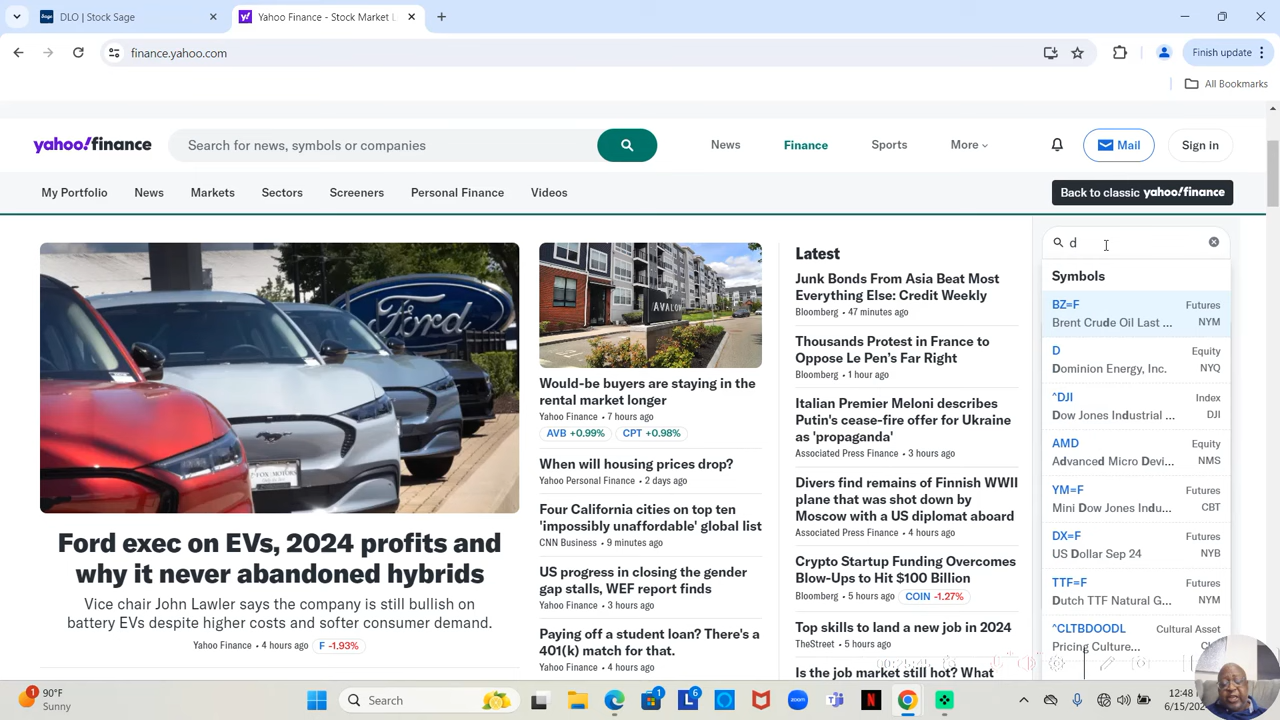 DLO | Stock Sage
Yahoo Finance - Stock Market L
finance.yahoo.com
Finish update
All Bookmarks
yahoo!finance
Search for news, symbols or companies
News
Finance
Sports
More
Mail
Sign in
My Portfolio
News
Markets
Sectors
Screeners
Personal Finance
Videos
Back to classic yahoo!finance
Ford
Ford exec on EVs, 2024 profits and
why it never abandoned hybrids
Vice chair John Lawler says the company is still bullish on
battery EVs despite higher costs and softer consumer demand.
Yahoo Finance • 4 hours ago
F -1.93%
AVALON
Would-be buyers are staying in the
rental market longer
Yahoo Finance • 7 hours ago
AVB +0.99%
CPT +0.98%
When will housing prices drop?
Yahoo Personal Finance • 2 days ago
Four California cities on top ten
'impossibly unaffordable' global list
CNN Business • 9 minutes ago
US progress in closing the gender
gap stalls, WEF report finds
Yahoo Finance • 3 hours ago
Paying off a student loan? There's a
401(k) match for that.
Yahoo Finance • 4 hours ago
Latest
Junk Bonds From Asia Beat Most
Everything Else: Credit Weekly
Bloomberg • 47 minutes ago
Thousands Protest in France to
Oppose Le Pen's Far Right
Bloomberg • 1 hour ago
Italian Premier Meloni describes
Putin's cease-fire offer for Ukraine
as 'propaganda'
Associated Press Finance • 3 hours ago
Divers find remains of Finnish WWII
plane that was shot down by
Moscow with a US diplomat aboard
Associated Press Finance • 4 hours ago
Crypto Startup Funding Overcomes
Blow-Ups to Hit $100 Billion
Bloomberg • 5 hours ago
COIN -1.27%
Top skills to land a new job in 2024
TheStreet • 5 hours ago
Is the job market still hot? What
d
Symbols
BZ=F Futures
Brent Crude Oil Last ... NYM
D Equity
Dominion Energy, Inc. NYQ
^DJI Index
Dow Jones Industrial ... DJI
AMD Equity
Advanced Micro Devi... NMS
YM=F Futures
Mini Dow Jones Indu... CBT
DX=F Futures
US Dollar Sep 24 NYB
TTF=F Futures
Dutch TTF Natural G... NYM
^CLTBDOODL Cultural Asset
Pricing Culture...
1
90°F
Sunny
Search
1
6
12:48
6/15/2